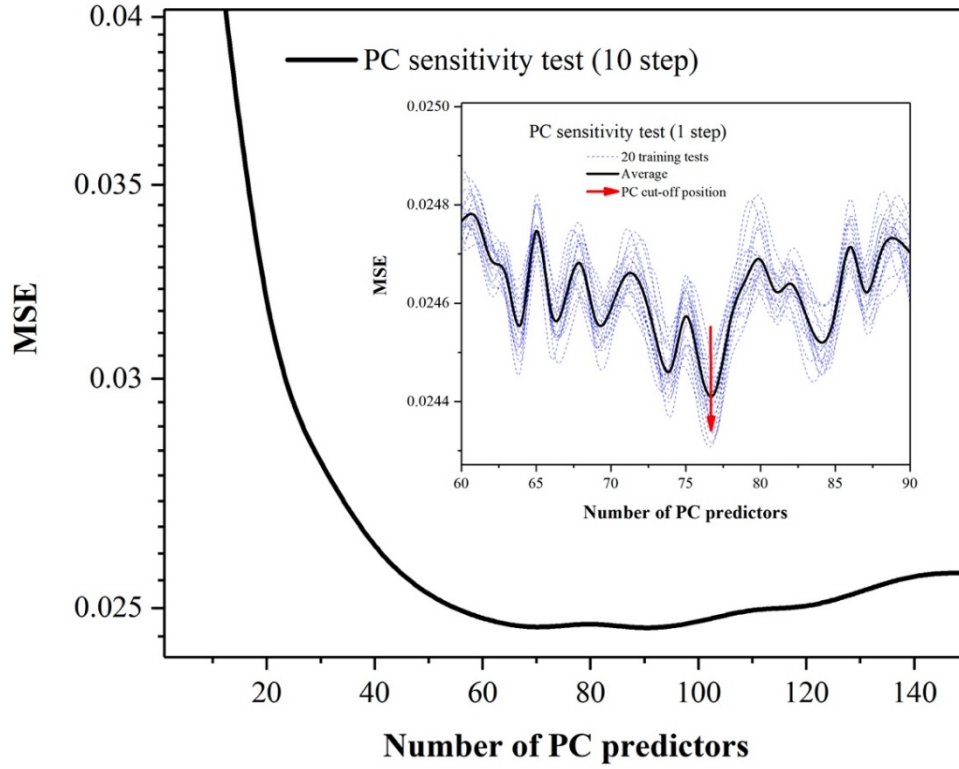 0.04
0.035
0.03
0.025
MSE
PC sensitivity test (10 step)
0.0250
0.0248
0.0246
0.0244
MSE
PC sensitivity test (1 step)
20 training tests
Average
PC cut-off position
60 65 70 75 80 85 90
Number of PC predictors
20 40 60 80 100 120 140
Number of PC predictors